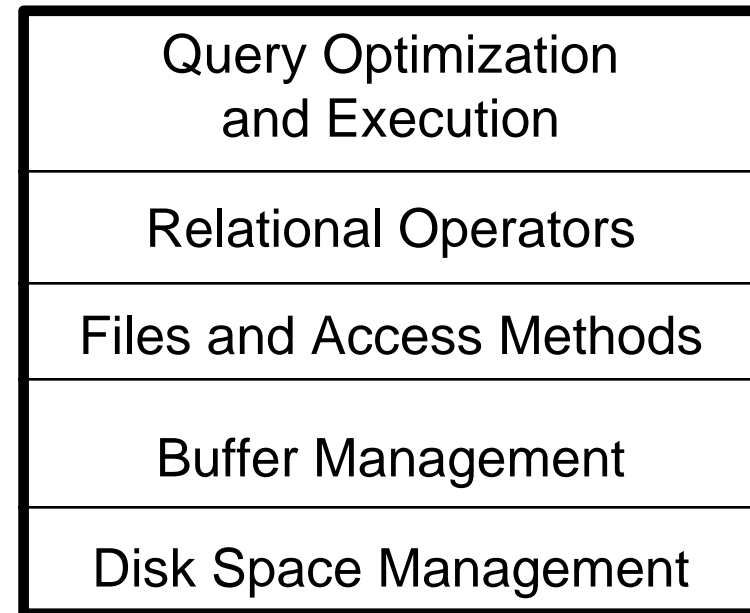 Query Optimization
and Execution
Relational Operators
Files and Access Methods
Buffer Management
Disk Space Management